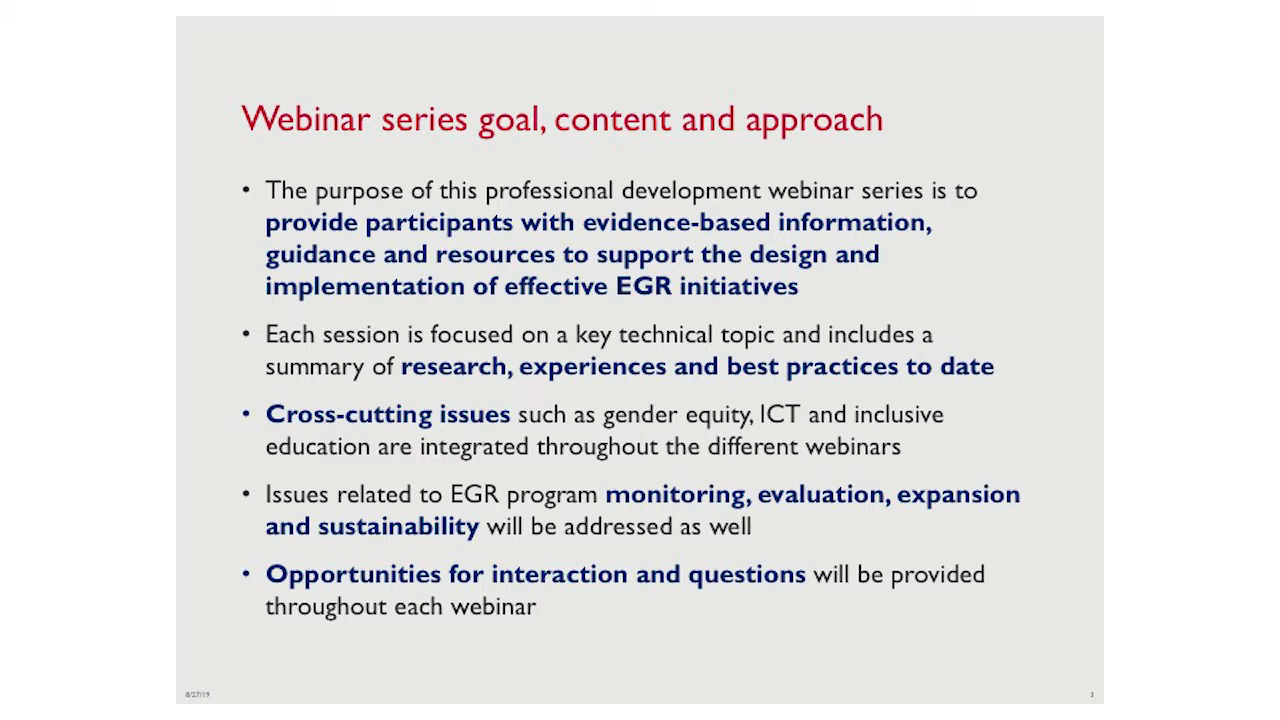 Webinar series goal, content and approach
• The purpose of this professional development webinar series is to
provide participants with evidence-based information,
guidance and resources to support the design and
implementation of effective EGR initiatives
• Each session is focused on a key technical topic and includes a
summary of research, experiences and best practices to date
• Cross-cutting issues such as gender equity, ICT and inclusive
education are integrated throughout the different webinars
• Issues related to EGR program monitoring, evaluation, expansion
and sustainability will be addressed as well
• Opportunities for interaction and questions will be provided
throughout each webinar
8/27/19
3